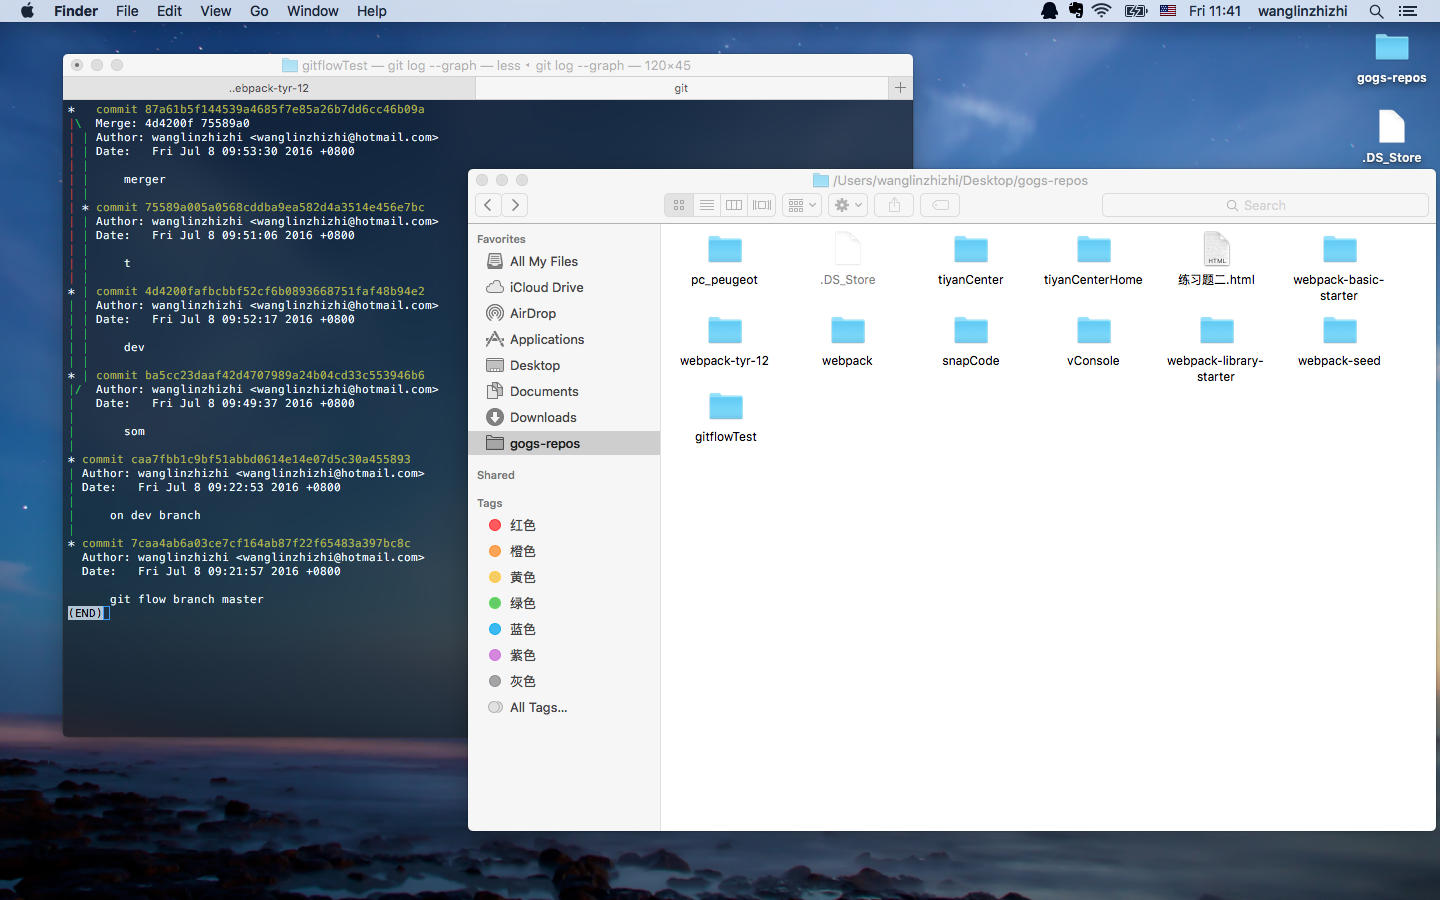 Finder File Edit View Go Window Help
Fri 11:41 wanglinzhizhi
gogs-repos
.DS_Store
gitflowTest — git log --graph — less ◂ git log --graph — 120×45
..ebpack-tyr-12
git
* commit 87a61b5f144539a4685f7e85a26b7dd6cc46b09a
|\ Merge: 4d4200f 75589a0
| | Author: wanglinzhizhi <wanglinzhizhi@hotmail.com>
| | Date: Fri Jul 8 09:53:30 2016 +0800
| | merger
| * commit 75589a005a0568cddba9ea582d4a3514e456e7bc
| | Author: wanglinzhizhi <wanglinzhizhi@hotmail.com>
| | Date: Fri Jul 8 09:51:06 2016 +0800
| | t
* | commit 4d4200fafbcbbf52cf6b0893668751faf48b94e2
| | Author: wanglinzhizhi <wanglinzhizhi@hotmail.com>
| | Date: Fri Jul 8 09:52:17 2016 +0800
| | dev
* | commit ba5cc23daaf42d4707989a24b04cd33c553946b6
|/ Author: wanglinzhizhi <wanglinzhizhi@hotmail.com>
| Date: Fri Jul 8 09:49:37 2016 +0800
| som
* commit caa7fbb1c9bf51abbd0614e14e07d5c30a455893
| Author: wanglinzhizhi <wanglinzhizhi@hotmail.com>
| Date: Fri Jul 8 09:22:53 2016 +0800
| on dev branch
* commit 7caa4ab6a03ce7cf164ab87f22f65483a397bc8c
Author: wanglinzhizhi <wanglinzhizhi@hotmail.com>
Date: Fri Jul 8 09:21:57 2016 +0800
git flow branch master
(END)
/Users/wanglinzhizhi/Desktop/gogs-repos
Search
Favorites
All My Files
iCloud Drive
AirDrop
Applications
Desktop
Documents
Downloads
gogs-repos
Shared
Tags
红色
橙色
黄色
绿色
蓝色
紫色
灰色
All Tags...
pc_peugeot
.DS_Store
tiyanCenter
tiyanCenterHome
HTML
练习题二.html
webpack-basic-
starter
webpack-tyr-12
webpack
snapCode
vConsole
webpack-library-
starter
webpack-seed
gitflowTest